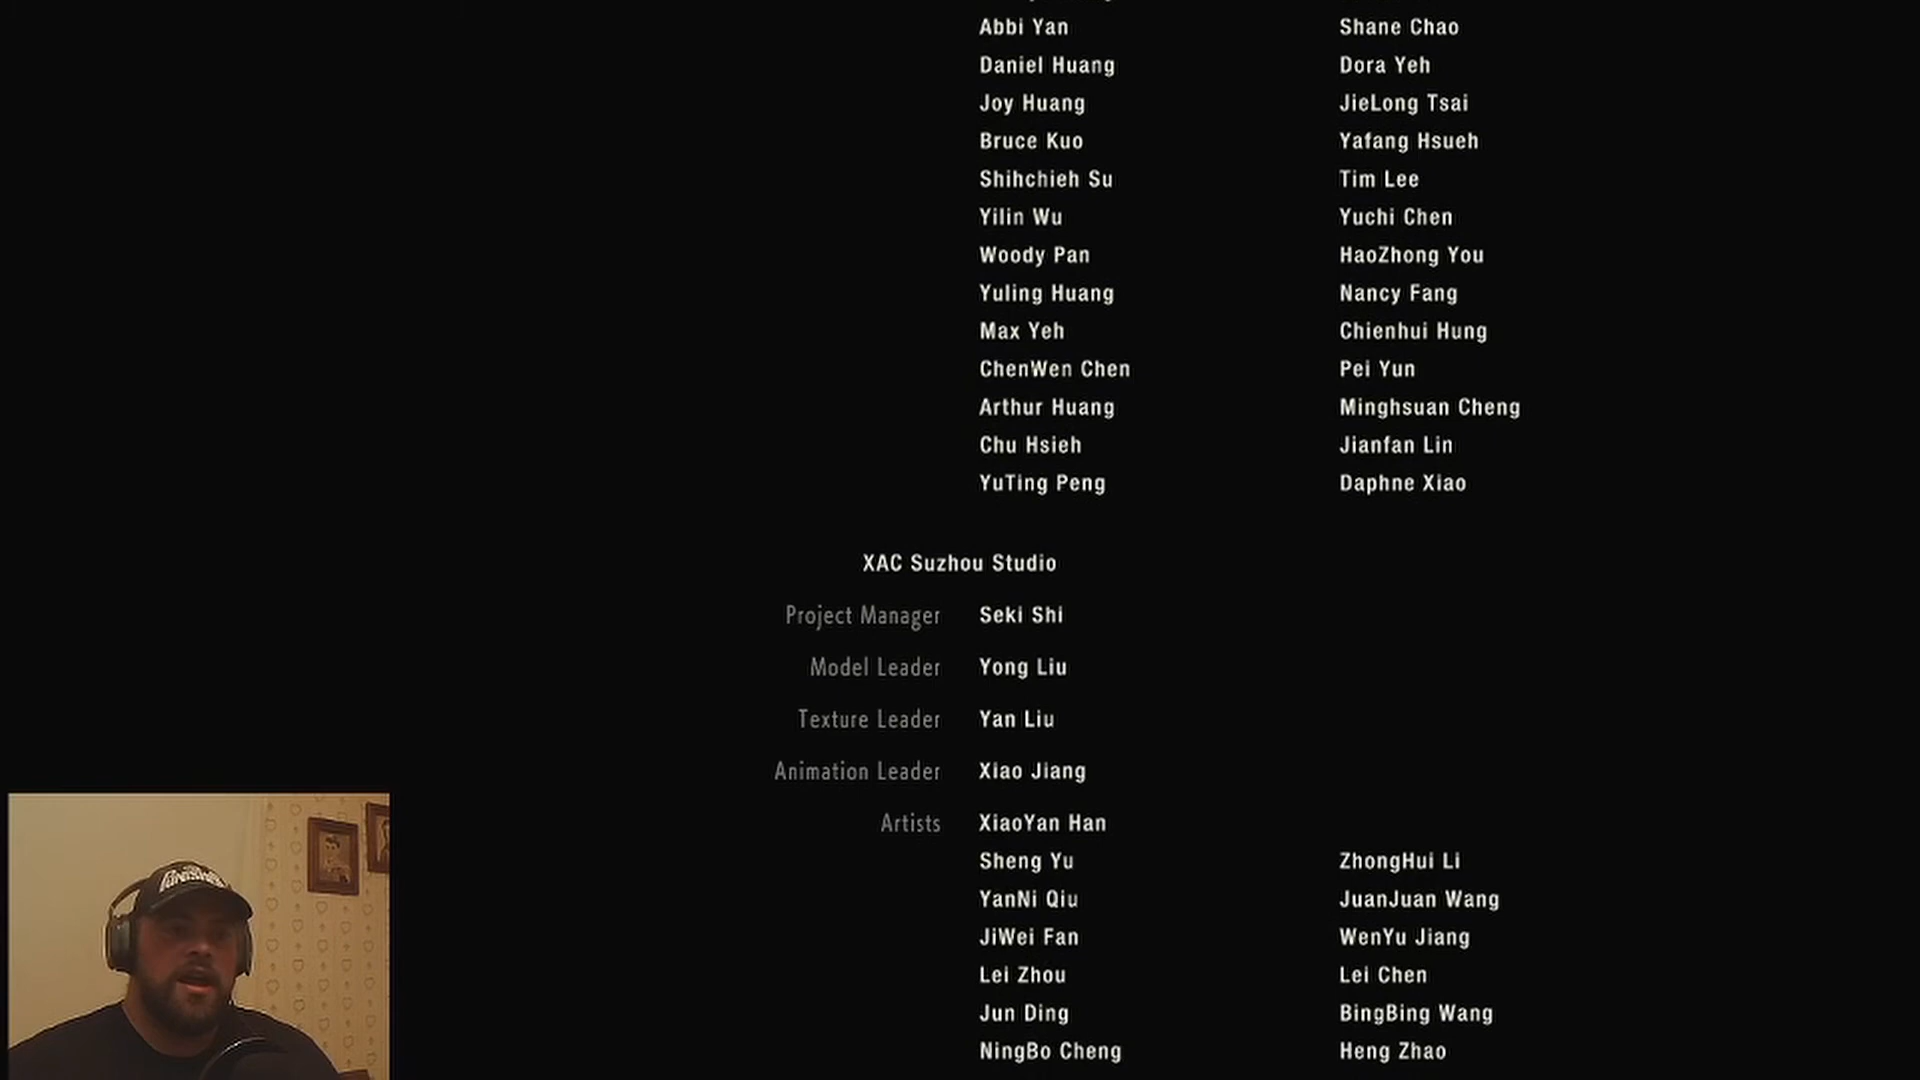 Abbi Yan Shane Chao
Daniel Huang Dora Yeh
Joy Huang JieLong Tsai
Bruce Kuo Yafang Hsueh
Shihchieh Su Tim Lee
Yilin Wu Yuchi Chen
Woody Pan HaoZhong You
Yuling Huang Nancy Fang
Max Yeh Chienhui Hung
ChenWen Chen Pei Yun
Arthur Huang Minghsuan Cheng
Chu Hsieh Jianfan Lin
YuTing Peng Daphne Xiao
XAC Suzhou Studio
Project Manager Seki Shi
Model Leader Yong Liu
Texture Leader Yan Liu
Animation Leader Xiao Jiang
Artists XiaoYan Han
Sheng Yu ZhongHui Li
YanNi Qiu JuanJuan Wang
JiWei Fan WenYu Jiang
Lei Zhou Lei Chen
Jun Ding BingBing Wang
NingBo Cheng Heng Zhao
PUNISHER